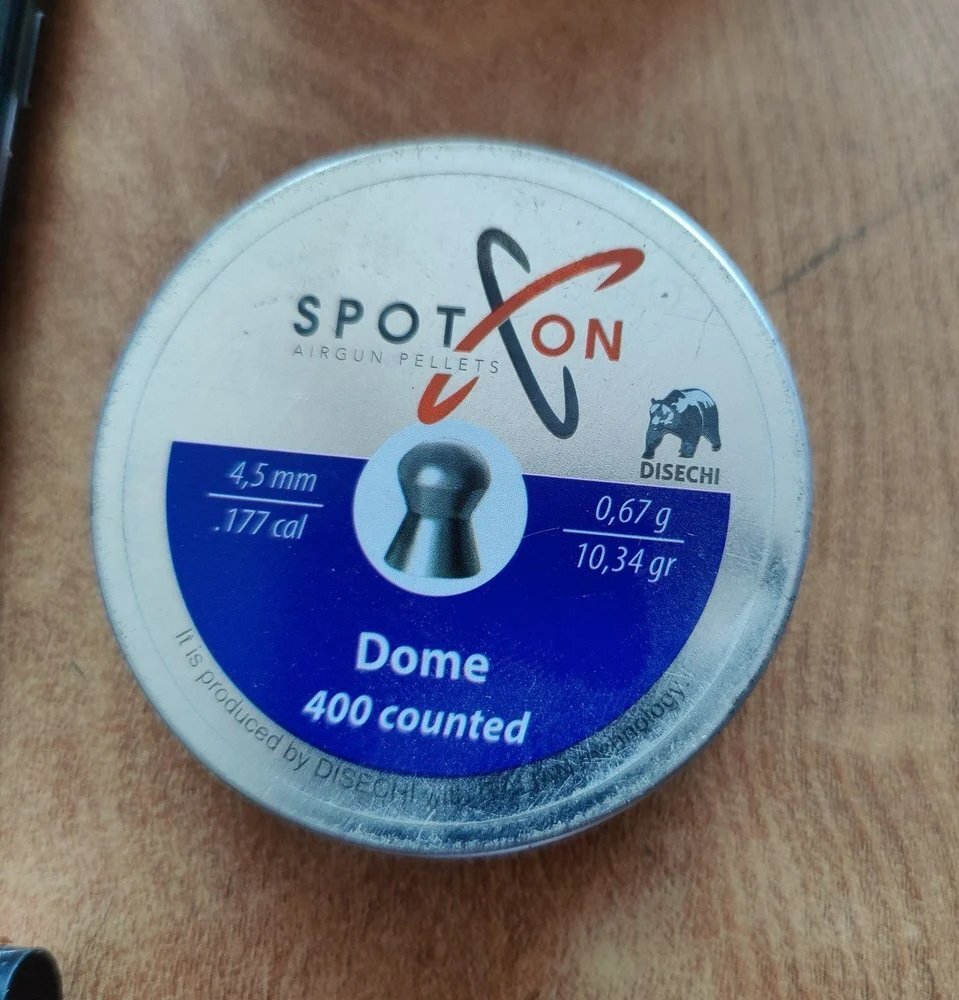 SPOT ON
AIRGUN PELLETS
DISECHI
4,5 mm
.177 cal
0,67 g
10,34 gr
Dome
400 counted
It is produced by DISECHI technology.